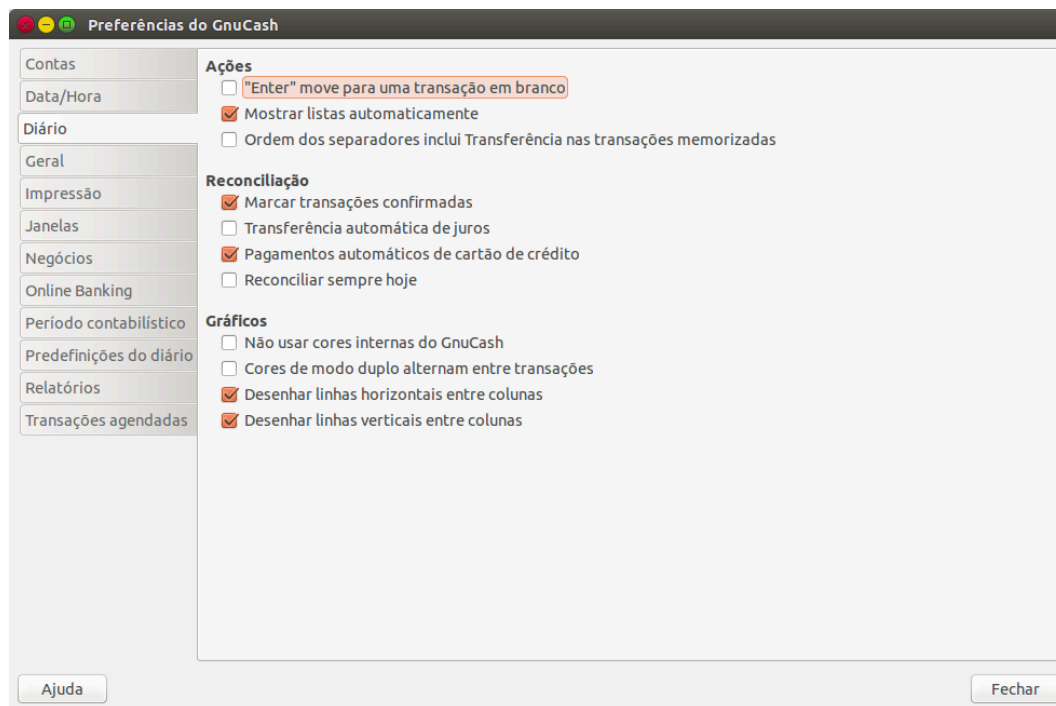 Preferências do GnuCash
Contas
Data/Hora
Diário
Geral
Impressão
Janelas
Negócios
Online Banking
Período contabilístico
Predefinições do diário
Relatórios
Transações agendadas
Ações
"Enter" move para uma transação em branco
Mostrar listas automaticamente
Ordem dos separadores inclui Transferência nas transações memorizadas
Reconciliação
Marcar transações confirmadas
Transferência automática de juros
Pagamentos automáticos de cartão de crédito
Reconciliar sempre hoje
Gráficos
Não usar cores internas do GnuCash
Cores de modo duplo alternam entre transações
Desenhar linhas horizontais entre colunas
Desenhar linhas verticais entre colunas
Ajuda
Fechar